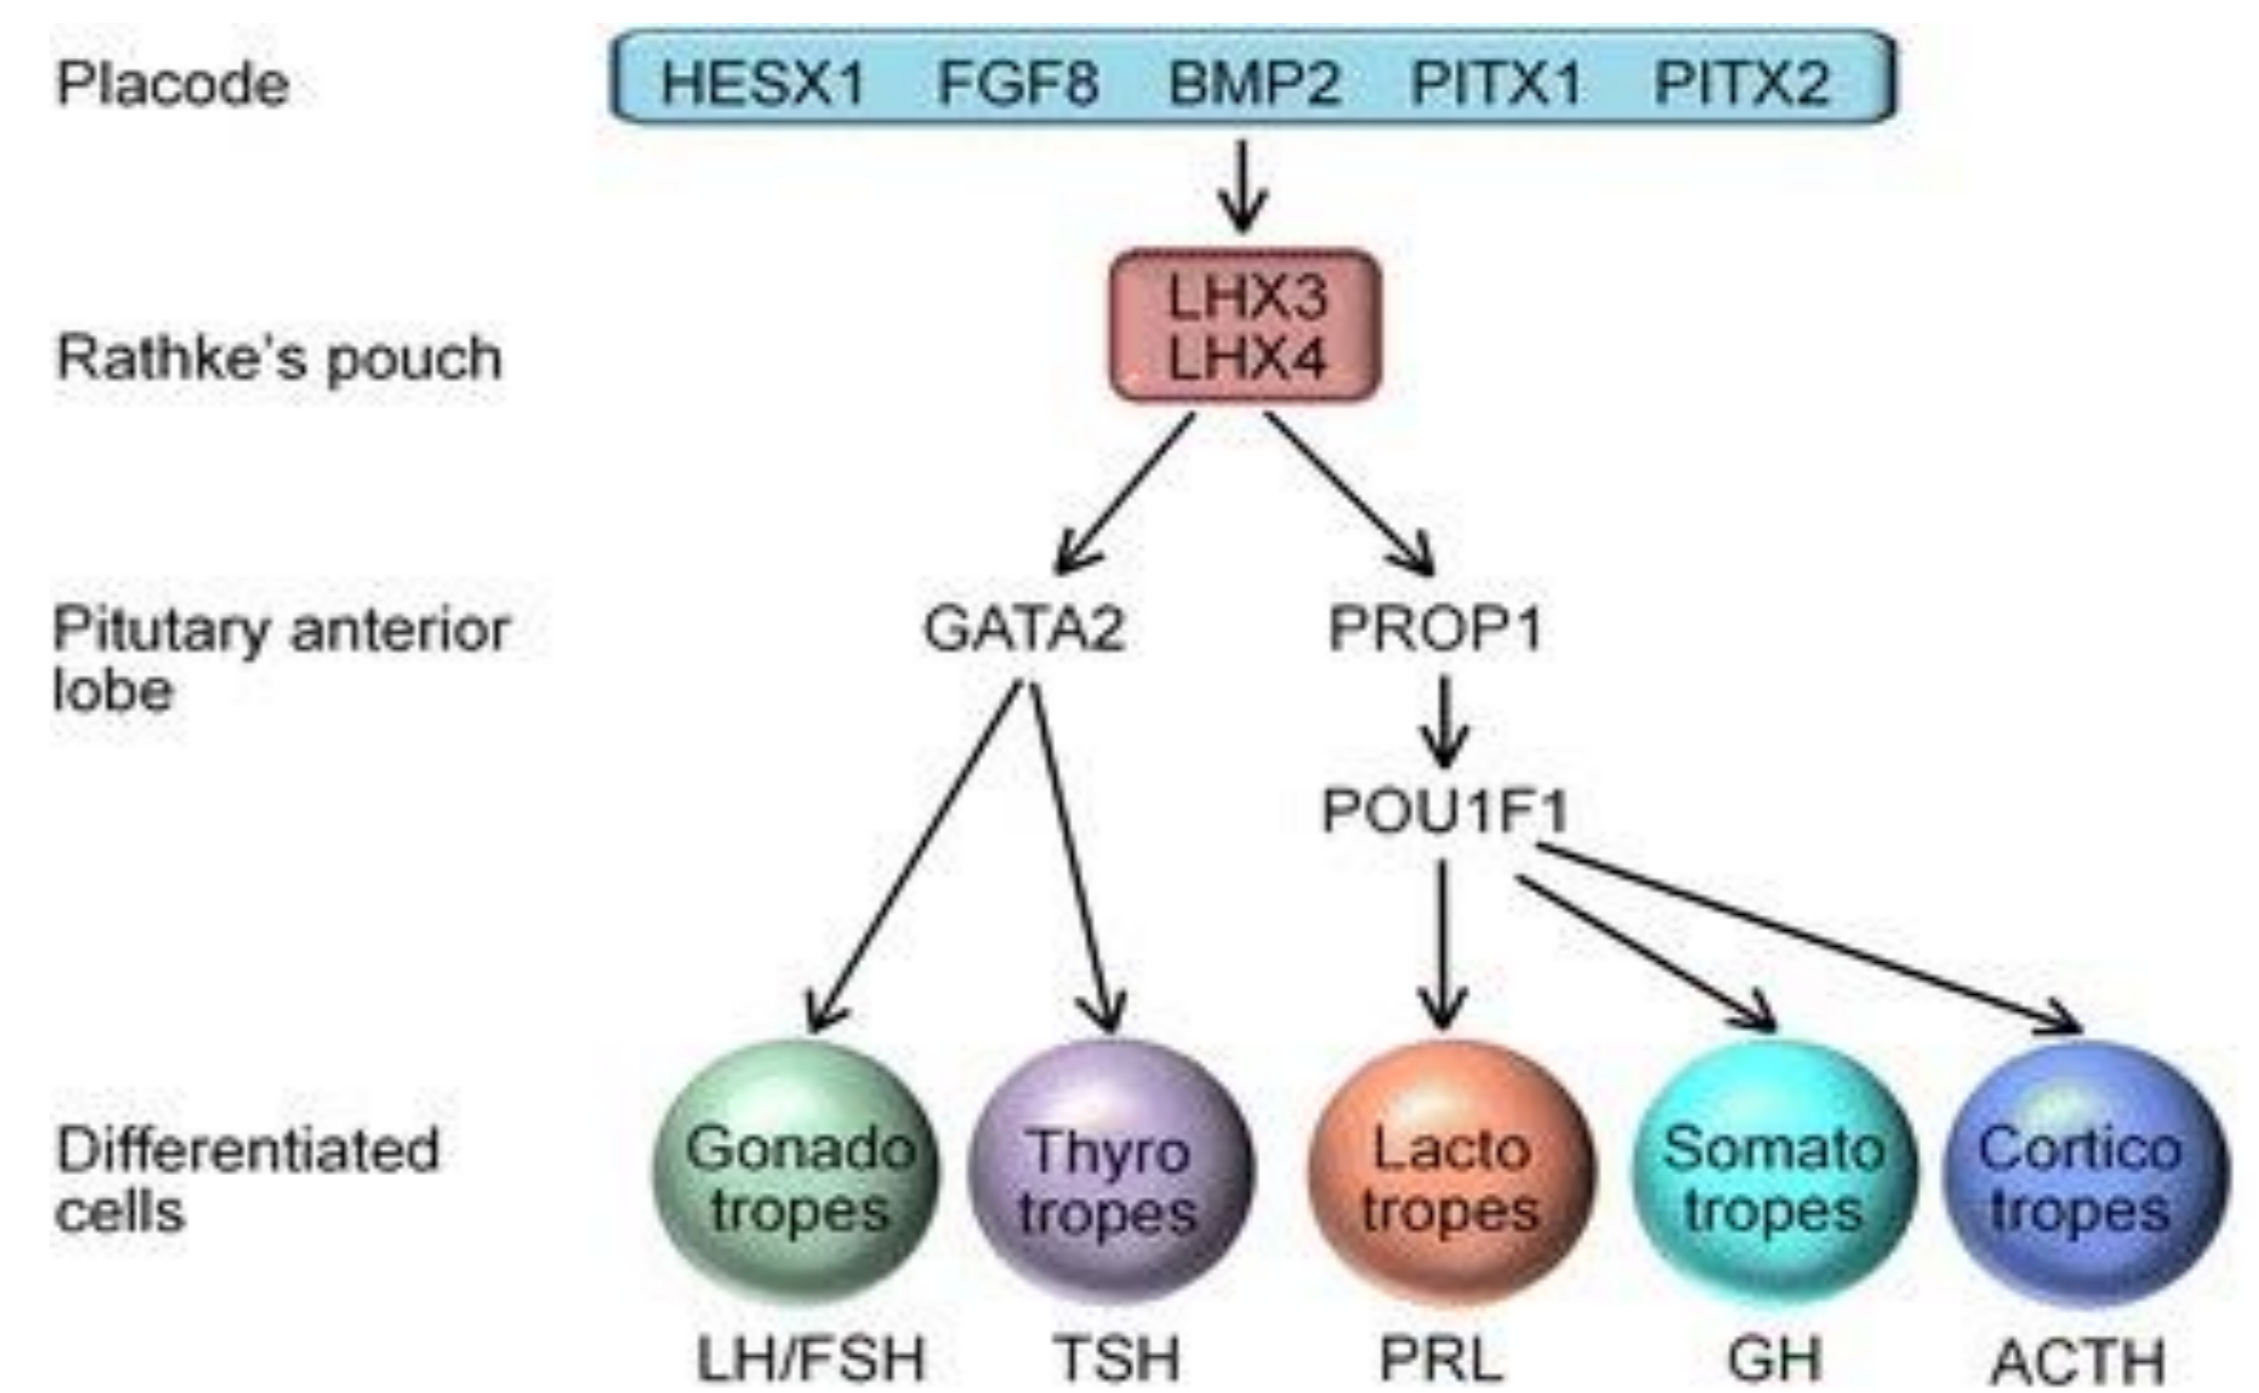 Placode
HESX1 FGF8 BMP2 PITX1 PITX2
Rathke's pouch
LHX3
LHX4
Pitutary anterior
lobe
GATA2 PROP1
POU1F1
Differentiated
cells
Gonado
tropes
Thyro
tropes
Lacto
tropes
Somato
tropes
Cortico
tropes
LH/FSH TSH PRL GH ACTH